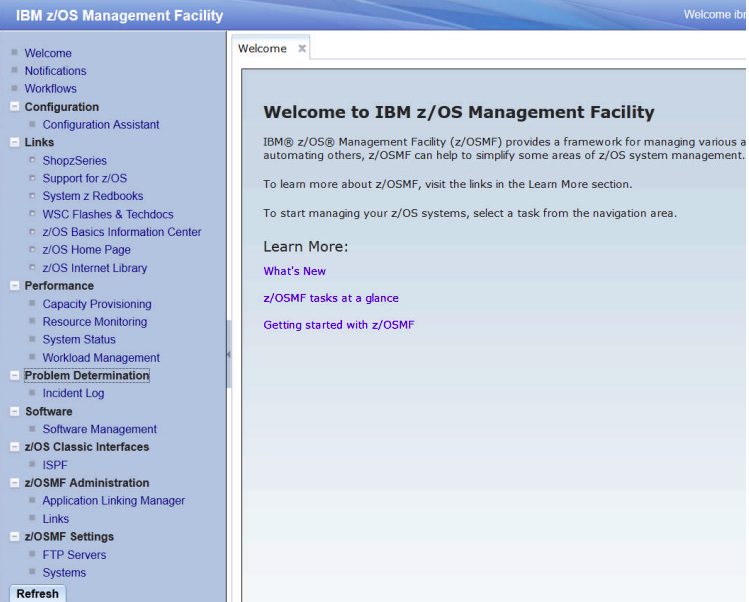 IBM z/OS Management Facility
Welcome ib
Welcome
Notifications
Workflows
Configuration
Configuration Assistant
Links
ShopzSeries
Support for z/OS
System z Redbooks
WSC Flashes & Techdocs
z/OS Basics Information Center
z/OS Home Page
z/OS Internet Library
Performance
Capacity Provisioning
Resource Monitoring
System Status
Workload Management
Problem Determination
Incident Log
Software
Software Management
z/OS Classic Interfaces
ISPF
z/OSMF Administration
Application Linking Manager
Links
z/OSMF Settings
FTP Servers
Systems
Refresh
Welcome
Welcome to IBM z/OS Management Facility
IBM® z/OS® Management Facility (z/OSMF) provides a framework for managing various a
automating others, z/OSMF can help to simplify some areas of z/OS system management.
To learn more about z/OSMF, visit the links in the Learn More section.
To start managing your z/OS systems, select a task from the navigation area.
Learn More:
What's New
z/OSMF tasks at a glance
Getting started with z/OSMF